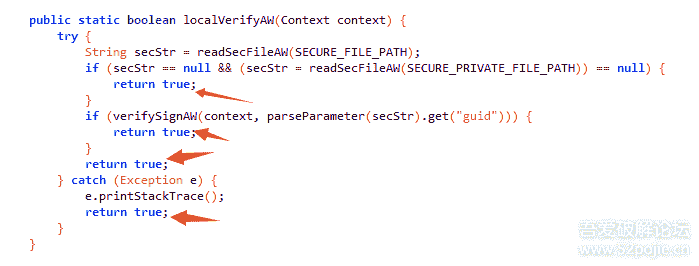 public static boolean localVerifyAW(Context context) {
    try {
        String secStr = readSecFileAW(SECURE_FILE_PATH);
        if (secStr == null && (secStr = readSecFileAW(SECURE_PRIVATE_FILE_PATH)) == null) {
            return true;
        }
        if (verifySignAW(context, parseParameter(secStr).get("guid"))) {
            return true;
        }
        return true;
    } catch (Exception e) {
        e.printStackTrace();
        return true;
    }
}
吾爱破解论坛
www.52pojie.cn